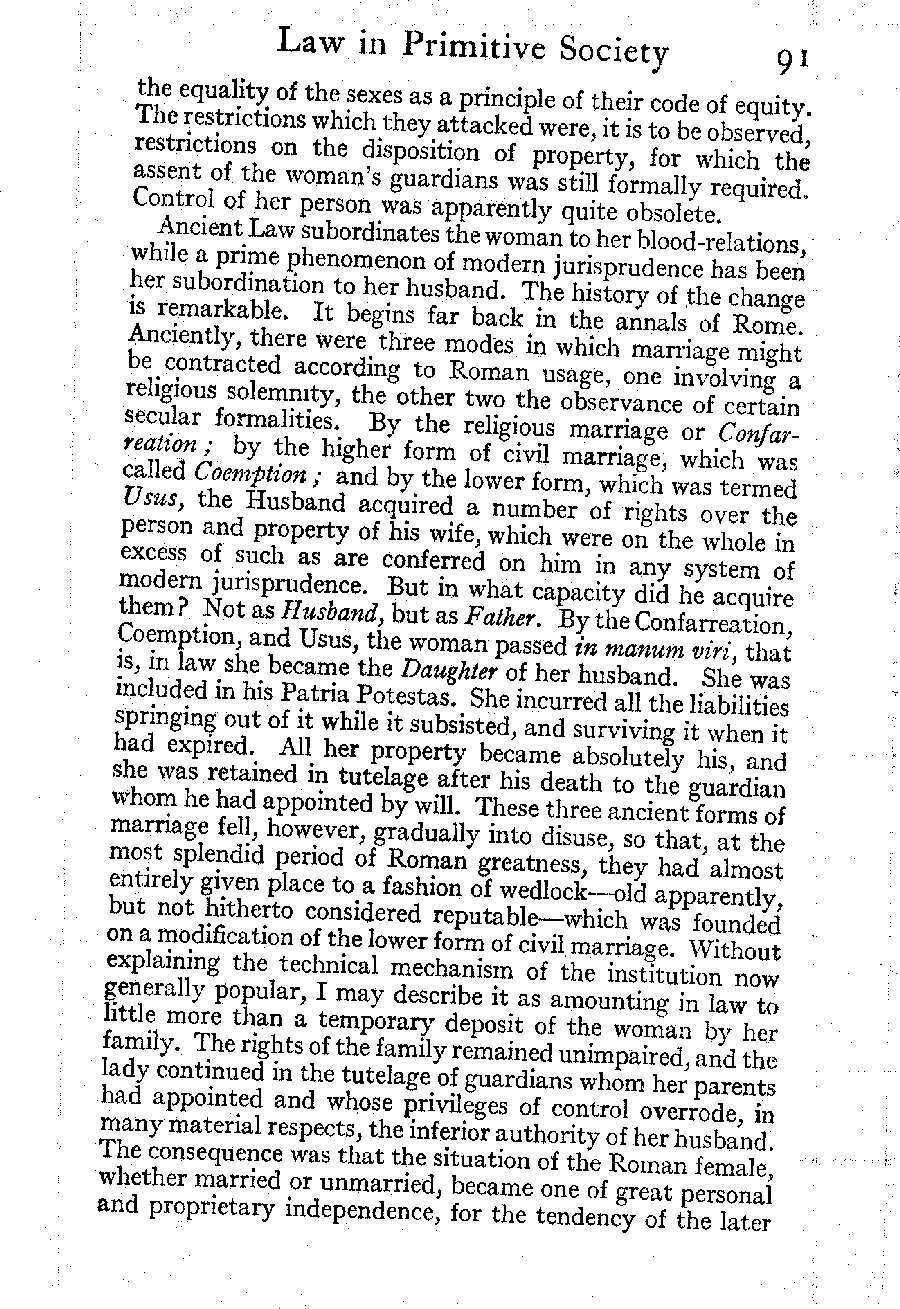 Law in Primitive Society 91
the equality of the sexes as a principle of their code of equity.
The restrictions which they attacked were, it is to be observed,
restrictions on the disposition of property, for which the
assent of the woman's guardians was still formally required.
Control of her person was apparently quite obsolete.
Ancient Law subordinates the woman to her blood-relations,
while a prime phenomenon of modern jurisprudence has been
her subordination to her husband. The history of the change
is remarkable. It begins far back in the annals of Rome.
Anciently, there were three modes in which marriage might
be contracted according to Roman usage, one involving a
religious solemnity, the other two the observance of certain
secular formalities. By the religious marriage or Confar-
reation; by the higher form of civil marriage, which was
called Coemption; and by the lower form, which was termed
Usus, the Husband acquired a number of rights over the
person and property of his wife, which were on the whole in
excess of such as are conferred on him in any system of
modern jurisprudence. But in what capacity did he acquire
them? Not as Husband, but as Father. By the Confarreation,
Coemption, and Usus, the woman passed in manum viri, that
is, in law she became the Daughter of her husband. She was
included in his Patria Potestas. She incurred all the liabilities
springing out of it while it subsisted, and surviving it when it
had expired. All her property became absolutely his, and
she was retained in tutelage after his death to the guardian
whom he had appointed by will. These three ancient forms of
marriage fell, however, gradually into disuse, so that, at the
most splendid period of Roman greatness, they had almost
entirely given place to a fashion of wedlock—old apparently,
but not hitherto considered reputable—which was founded
on a modification of the lower form of civil marriage. Without
explaining the technical mechanism of the institution now
generally popular, I may describe it as amounting in law to
little more than a temporary deposit of the woman by her
family. The rights of the family remained unimpaired, and the
lady continued in the tutelage of guardians whom her parents
had appointed and whose privileges of control overrode, in
many material respects, the inferior authority of her husband.
The consequence was that the situation of the Roman female,
whether married or unmarried, became one of great personal
and proprietary independence, for the tendency of the later